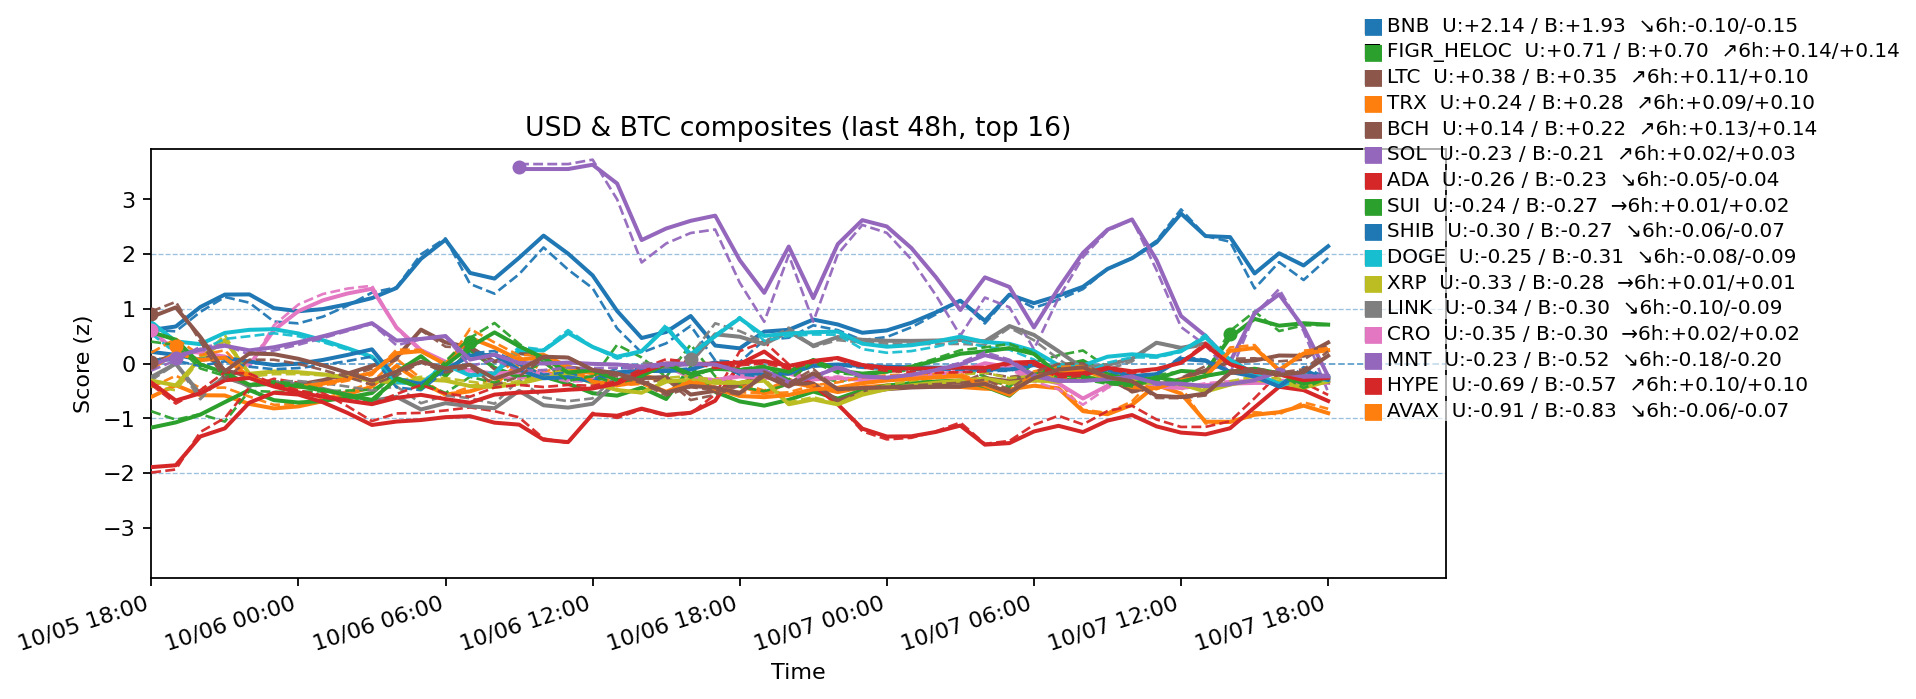 USD & BTC composites (last 48h, top 16)
BNB  U:+2.14 / B:+1.93  ↘6h:-0.10/-0.15
FIGR_HELOC  U:+0.71 / B:+0.70  ↗6h:+0.14/+0.14
LTC  U:+0.38 / B:+0.35  ↗6h:+0.11/+0.10
TRX  U:+0.24 / B:+0.28  ↗6h:+0.09/+0.10
BCH  U:+0.14 / B:+0.22  ↗6h:+0.13/+0.14
SOL  U:-0.23 / B:-0.21  ↗6h:+0.02/+0.03
ADA  U:-0.26 / B:-0.23  ↘6h:-0.05/-0.04
SUI  U:-0.24 / B:-0.27  →6h:+0.01/+0.02
SHIB  U:-0.30 / B:-0.27  ↘6h:-0.06/-0.07
DOGE  U:-0.25 / B:-0.31  ↘6h:-0.08/-0.09
XRP  U:-0.33 / B:-0.28  →6h:+0.01/+0.01
LINK  U:-0.34 / B:-0.30  ↘6h:-0.10/-0.09
CRO  U:-0.35 / B:-0.30  →6h:+0.02/+0.02
MNT  U:-0.23 / B:-0.52  ↘6h:-0.18/-0.20
HYPE  U:-0.69 / B:-0.57  ↗6h:+0.10/+0.10
AVAX  U:-0.91 / B:-0.83  ↘6h:-0.06/-0.07
Score (z)
3
2
1
0
−1
−2
−3
10/05 18:00
10/06 00:00
10/06 06:00
10/06 12:00
10/06 18:00
10/07 00:00
10/07 06:00
10/07 12:00
10/07 18:00
Time